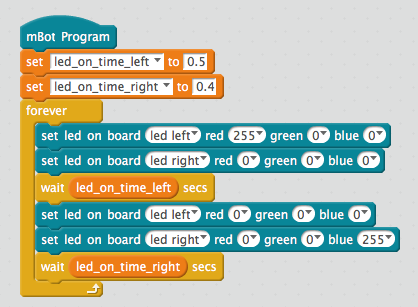 mBot Program
set led_on_time_left to 0.5
set led_on_time_right to 0.4
forever
set led on board led left red 255 green 0 blue 0
set led on board led right red 0 green 0 blue 0
wait led_on_time_left secs
set led on board led left red 0 green 0 blue 0
set led on board led right red 0 green 0 blue 255
wait led_on_time_right secs